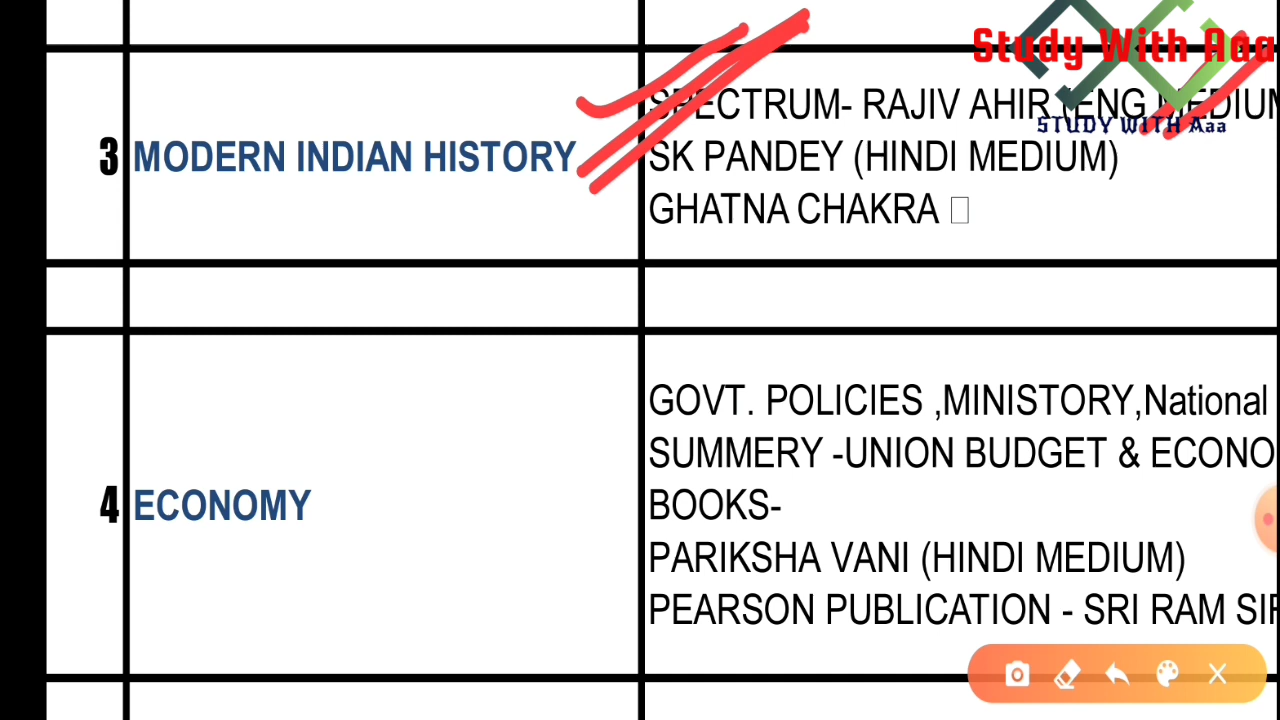 Study With Aaa
STUDY WITH Aaa
3 MODERN INDIAN HISTORY
SPECTRUM- RAJIV AHIR (ENG MEDIUM
SK PANDEY (HINDI MEDIUM)
GHATNA CHAKRA
4 ECONOMY
GOVT. POLICIES ,MINISTORY,National
SUMMERY -UNION BUDGET & ECONO
BOOKS-
PARIKSHA VANI (HINDI MEDIUM)
PEARSON PUBLICATION - SRI RAM